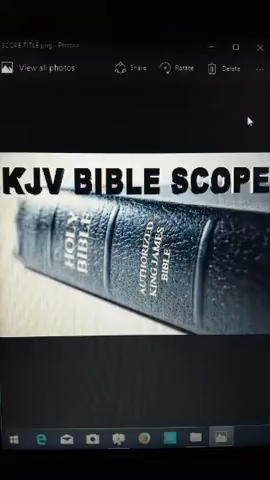 SCOPE TITLE.png - Photos
View all photos
Share
Rotate
Delete
KJV BIBLE SCOPE
HOLY
BIBLE
AUTHORIZED
KING JAMES
BIBLE